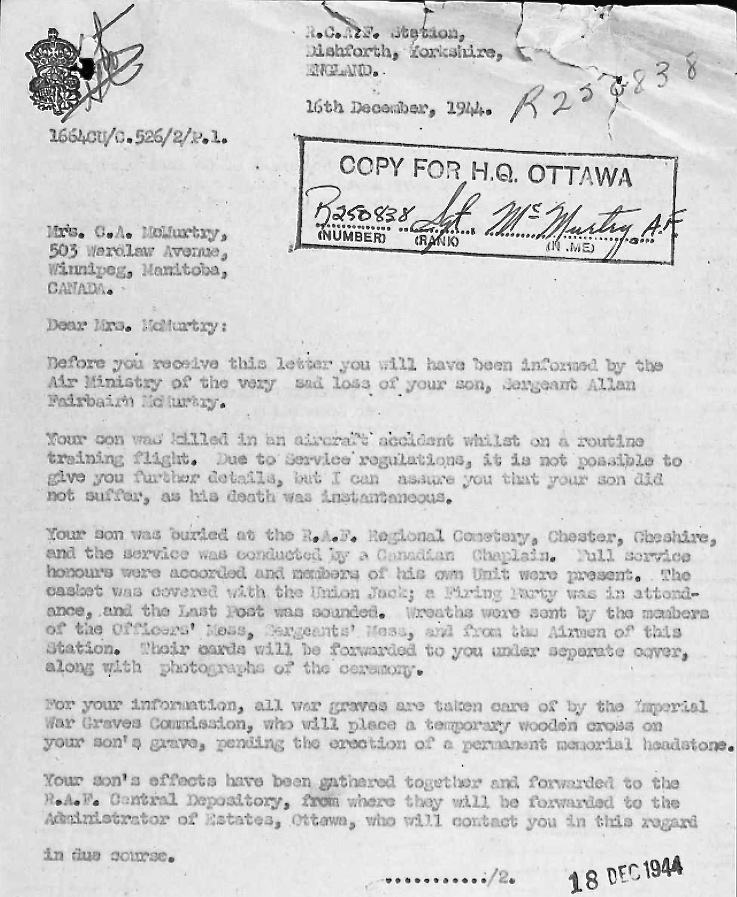 R.C.A.F. Station,
Dishforth, Yorkshire,
ENGLAND.
16th December, 1944.
R250838
1664CU/C.526/2/P.1.
COPY FOR H.Q. OTTAWA
R250838 Sgt. McMurtry, A.F.
(NUMBER) (RANK) (N.ME)
Mrs. C.A. McMurtry,
503 Wardlaw Avenue,
Winnipeg, Manitoba,
CANADA.
Dear Mrs. McMurtry:
Before you receive this letter you will have been informed by the
Air Ministry of the very sad loss of your son, Sergeant Allan
Fairbairn McMurtry.
Your son was killed in an aircraft accident whilst on a routine
training flight. Due to Service regulations, it is not possible to
give you further details, but I can assure you that your son did
not suffer, as his death was instantaneous.
Your son was buried at the R.A.F. Regional Cemetery, Chester, Cheshire,
and the service was conducted by a Canadian Chaplain. Full service
honours were accorded and members of his own Unit were present. The
casket was covered with the Union Jack; a Firing Party was in attend-
ance, and the Last Post was sounded. Wreaths were sent by the members
of the Officers' Mess, Sergeants' Mess, and from the Airmen of this
Station. Their cards will be forwarded to you under seperate cover,
along with photographs of the ceremony.
For your information, all war graves are taken care of by the Imperial
War Graves Commission, who will place a temporary wooden cross on
your son's grave, pending the erection of a permanent memorial headstone.
Your son's effects have been gathered together and forwarded to the
R.A.F. Central Depository, from where they will be forwarded to the
Administrator of Estates, Ottawa, who will contact you in this regard
in due course.
.........../2.
18 DEC 1944